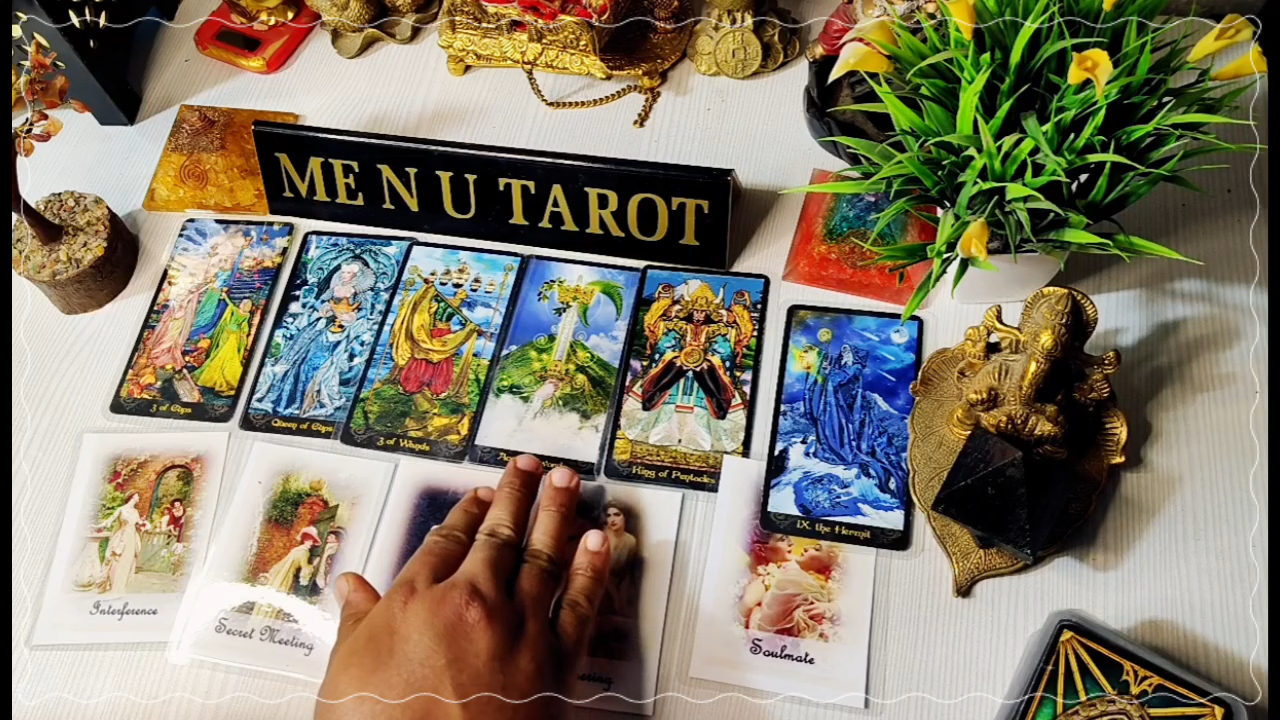 ME N U TAROT
3 of Cups
Queen of Cups
3 of Wands
King of Pentacles
IX. the Hermit
Interference
Secret Meeting
Soulmate